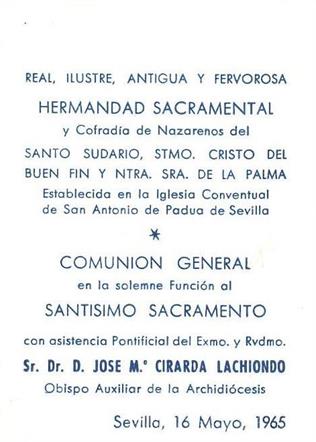 REAL, ILUSTRE, ANTIGUA Y FERVOROSA
HERMANDAD SACRAMENTAL
y Cofradía de Nazarenos del
SANTO SUDARIO, STMO. CRISTO DEL
BUEN FIN Y NTRA. SRA. DE LA PALMA
Establecida en la Iglesia Conventual
de San Antonio de Padua de Sevilla
*
COMUNION GENERAL
en la solemne Función al
SANTISIMO SACRAMENTO
con asistencia Pontificial del Exmo. y Rvdmo.
Sr. Dr. D. JOSE M.ª CIRARDA LACHIONDO
Obispo Auxiliar de la Archidiócesis
Sevilla, 16 Mayo, 1965